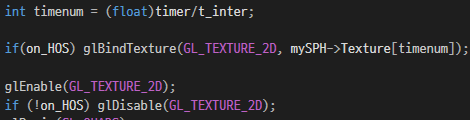 int timenum = (float)timer/t_inter;
if(on_HOS) glBindTexture(GL_TEXTURE_2D, mySPH->Texture[timenum]);
glEnable(GL_TEXTURE_2D);
if (!on_HOS) glDisable(GL_TEXTURE_2D);